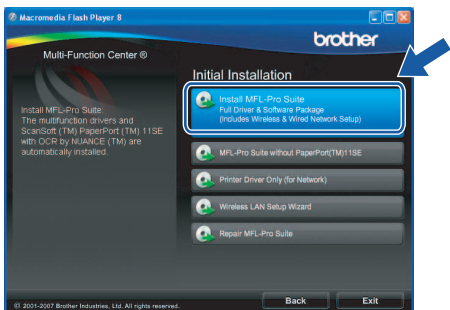 Macromedia Flash Player 8
brother
Multi-Function Center ®
Initial Installation
Install MFL-Pro Suite:
The multifunction drivers and
ScanSoft (TM) PaperPort (TM) 11SE
with OCR by NUANCE (TM) are
automatically installed.
Install MFL-Pro Suite
Full Driver & Software Package
(Includes Wireless & Wired Network Setup)
MFL-Pro Suite without PaperPort(TM)11SE
Printer Driver Only (for Network)
Wireless LAN Setup Wizard
Repair MFL-Pro Suite
Back
Exit
© 2001-2007 Brother Industries, Ltd. All rights reserved.